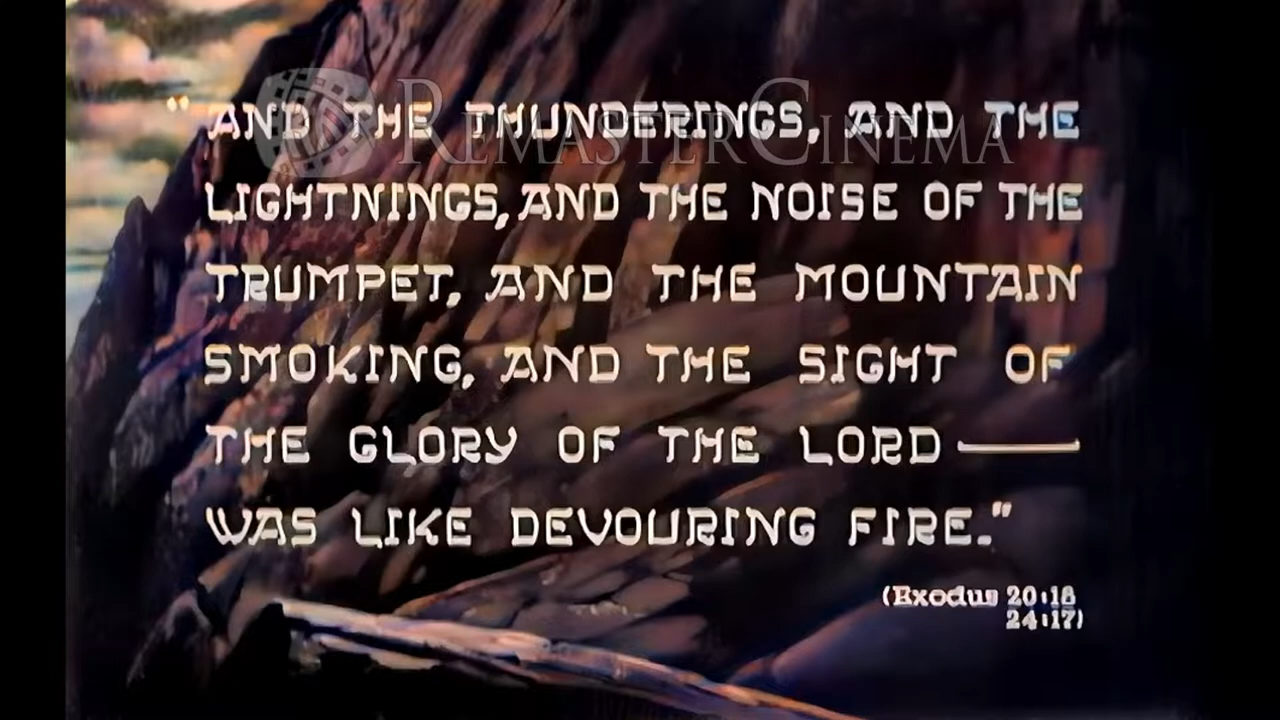 REMASTERCINEMA
“AND THE THUNDERINGS, AND THE
LIGHTNINGS, AND THE NOISE OF THE
TRUMPET, AND THE MOUNTAIN
SMOKING, AND THE SIGHT OF
THE GLORY OF THE LORD —
WAS LIKE DEVOURING FIRE.”
(Exodus 20:18
24:17)